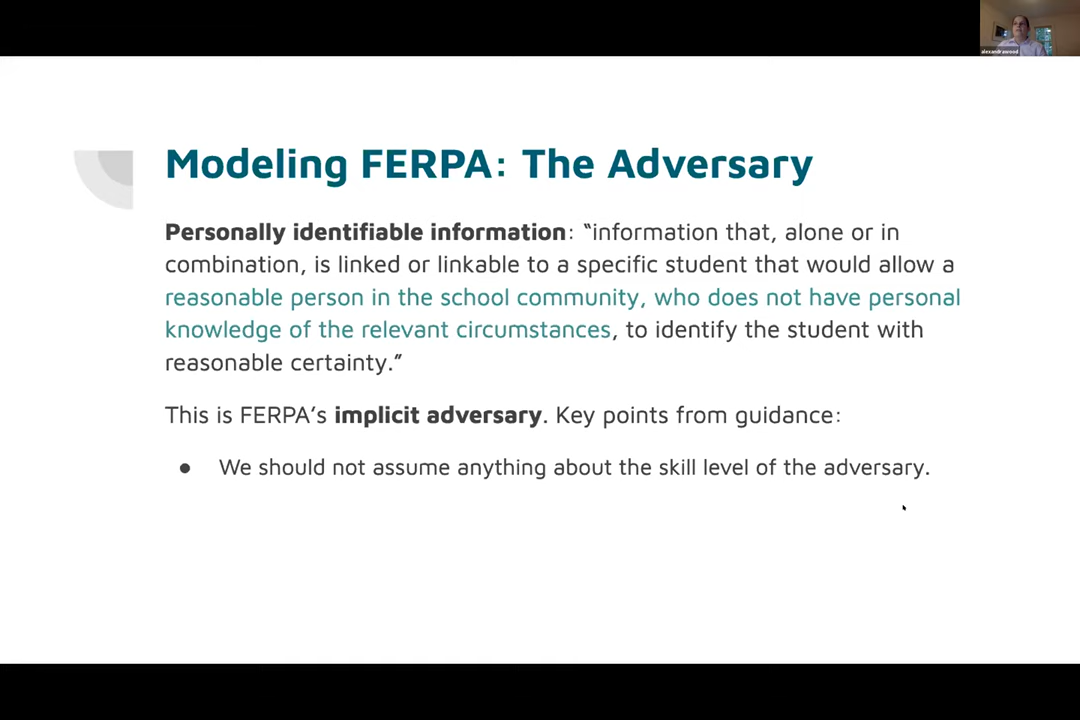 alexandrawood
Modeling FERPA: The Adversary
Personally identifiable information: “information that, alone or in
combination, is linked or linkable to a specific student that would allow a
reasonable person in the school community, who does not have personal
knowledge of the relevant circumstances, to identify the student with
reasonable certainty.”
This is FERPA’s implicit adversary. Key points from guidance:
● We should not assume anything about the skill level of the adversary.